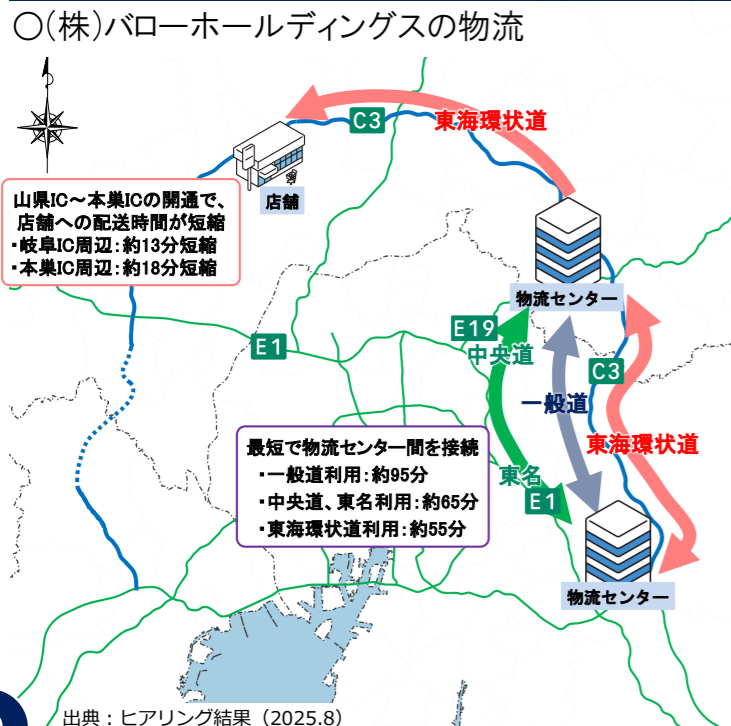 〇(株)バローホールディングスの物流
C3
東海環状道
店舗
山県IC～本巣ICの開通で、
店舗への配送時間が短縮
・岐阜IC周辺：約13分短縮
・本巣IC周辺：約18分短縮
物流センター
E19
中央道
E1
C3
一般道
東海環状道
最短で物流センター間を接続
・一般道利用：約95分
・中央道、東名利用：約65分
・東海環状道利用：約55分
東名
E1
物流センター
出典：ヒアリング結果（2025.8）